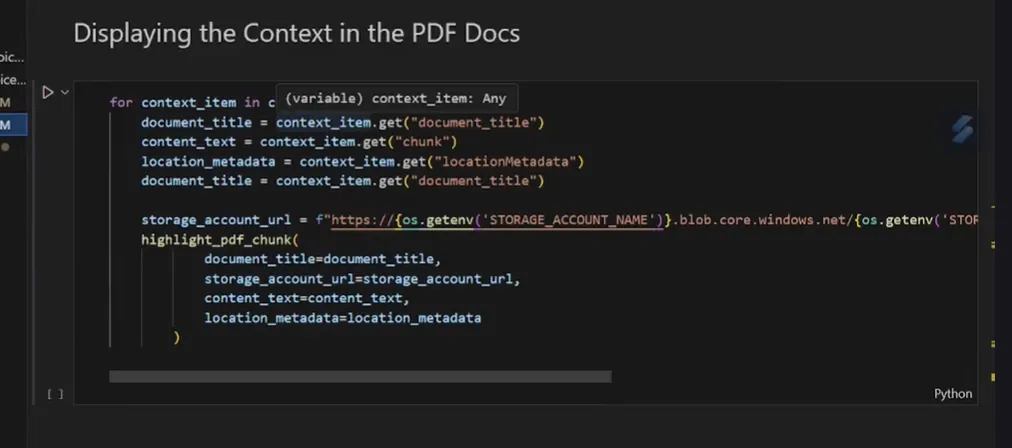 Displaying the Context in the PDF Docs
pic...
ice...
M
M
for context_item in c
(variable) context_item: Any
document_title = context_item.get("document_title")
content_text = context_item.get("chunk")
location_metadata = context_item.get("locationMetadata")
document_title = context_item.get("document_title")
storage_account_url = f"https://{os.getenv('STORAGE_ACCOUNT_NAME')}.blob.core.windows.net/{os.getenv('STOR
highlight_pdf_chunk(
document_title=document_title,
storage_account_url=storage_account_url,
content_text=content_text,
location_metadata=location_metadata
)
[ ]
Python